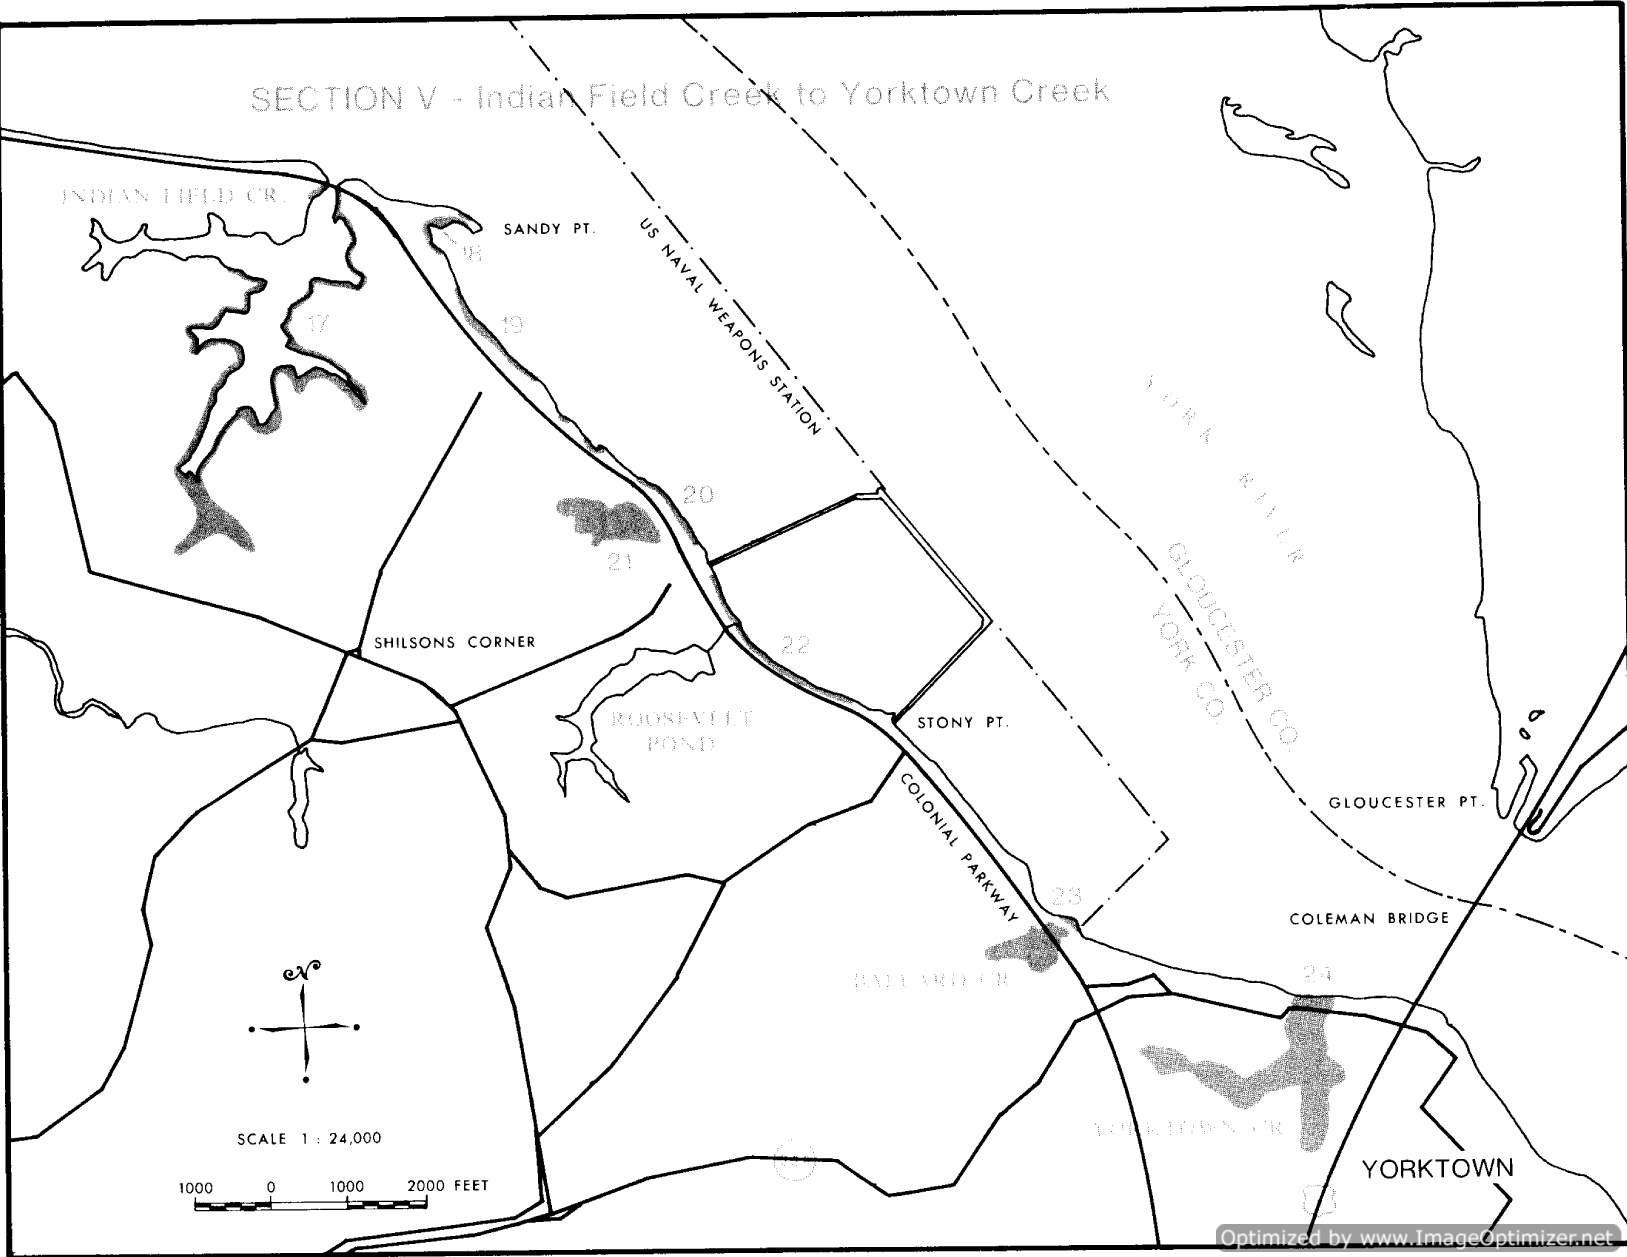 SECTION V - Indian Field Creek to Yorktown Creek
INDIAN FIELD CR.
SANDY PT.
18
17
19
US NAVAL WEAPONS STATION
YORK RIVER
20
21
GLOUCESTER CO.
YORK CO.
SHILSONS CORNER
22
ROOSEVELT
POND
STONY PT.
COLONIAL PARKWAY
GLOUCESTER PT.
23
COLEMAN BRIDGE
BALLARD CR
24
N
YORKTOWN CR
SCALE 1 : 24,000
YORKTOWN
1000 0 1000 2000 FEET
Optimized by www.ImageOptimizer.net